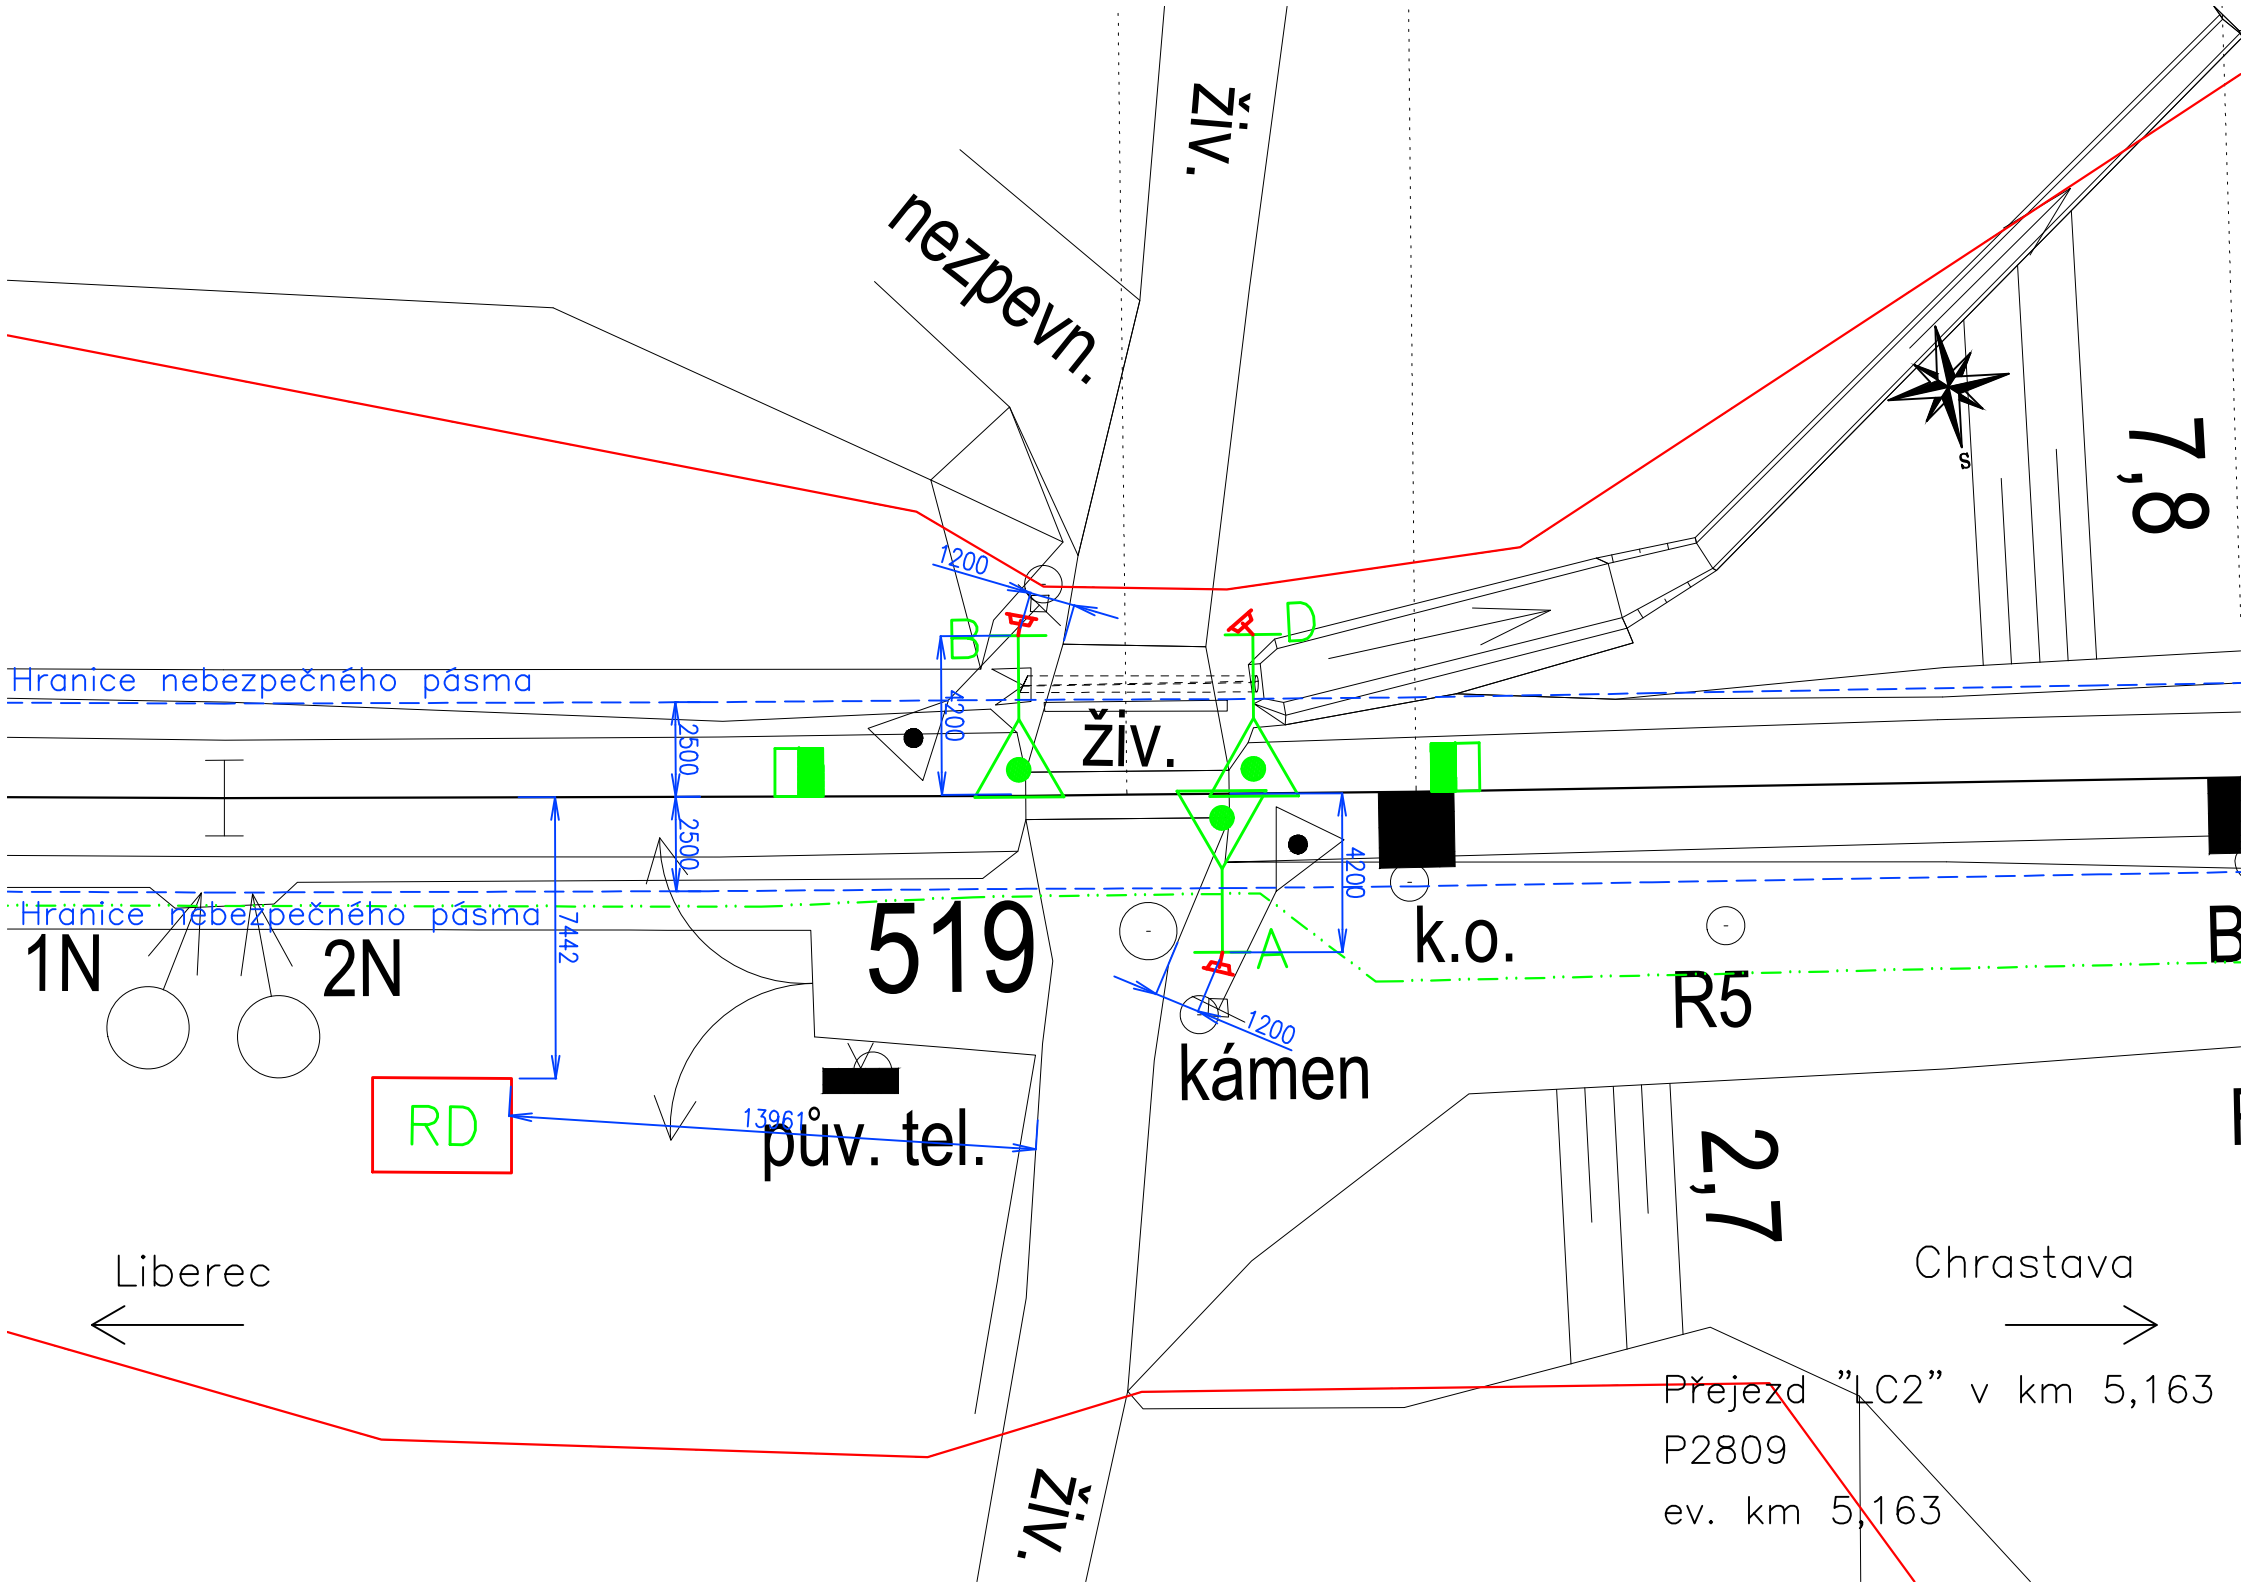 živ.
nezpevn.
7,8
S
1200
B
D
Hranice nebezpečného pásma
4200
2500
živ.
2500
4200
Hranice nebezpečného pásma
7442
1N
2N
519
A
k.o.
B
R5
1200
kámen
RD
13961
pův. tel.
2,7
Liberec
Chrastava
Přejezd "LC2" v km 5,163
P2809
ev. km 5,163
živ.